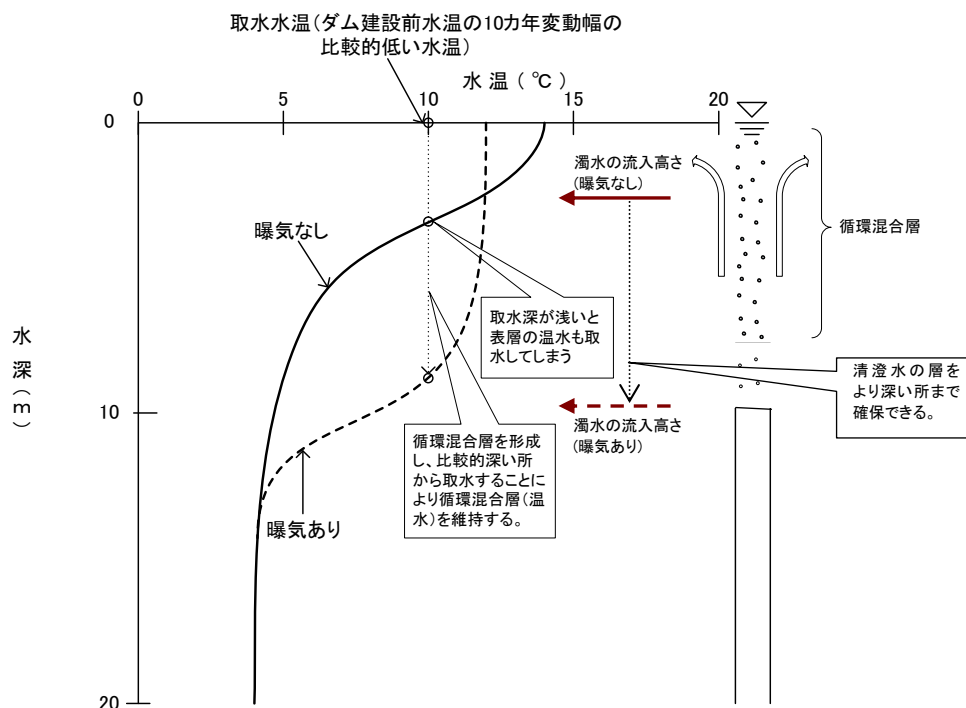 取水水温(ダム建設前水温の10カ年変動幅の
比較的低い水温)
水 温 ( ℃)
0
5
10
15
20
0
濁水の流入高さ
(曝気なし)
循環混合層
曝気なし
取水深が浅いと
表層の温水も取
水してしまう
水
深
(
m
)
清澄水の層を
より深い所まで
確保できる。
10
濁水の流入高さ
(曝気あり)
循環混合層を形成
し、比較的深い所
から取水することに
より循環混合層(温
水)を維持する。
曝気あり
20